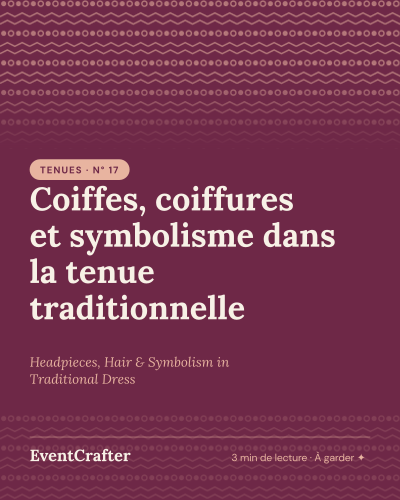 TENUES · N° 17
Coiffes, coiffures
et symbolisme dans
la tenue
traditionnelle
Headpieces, Hair & Symbolism in
Traditional Dress
EventCrafter
3 min de lecture · À garder ✦